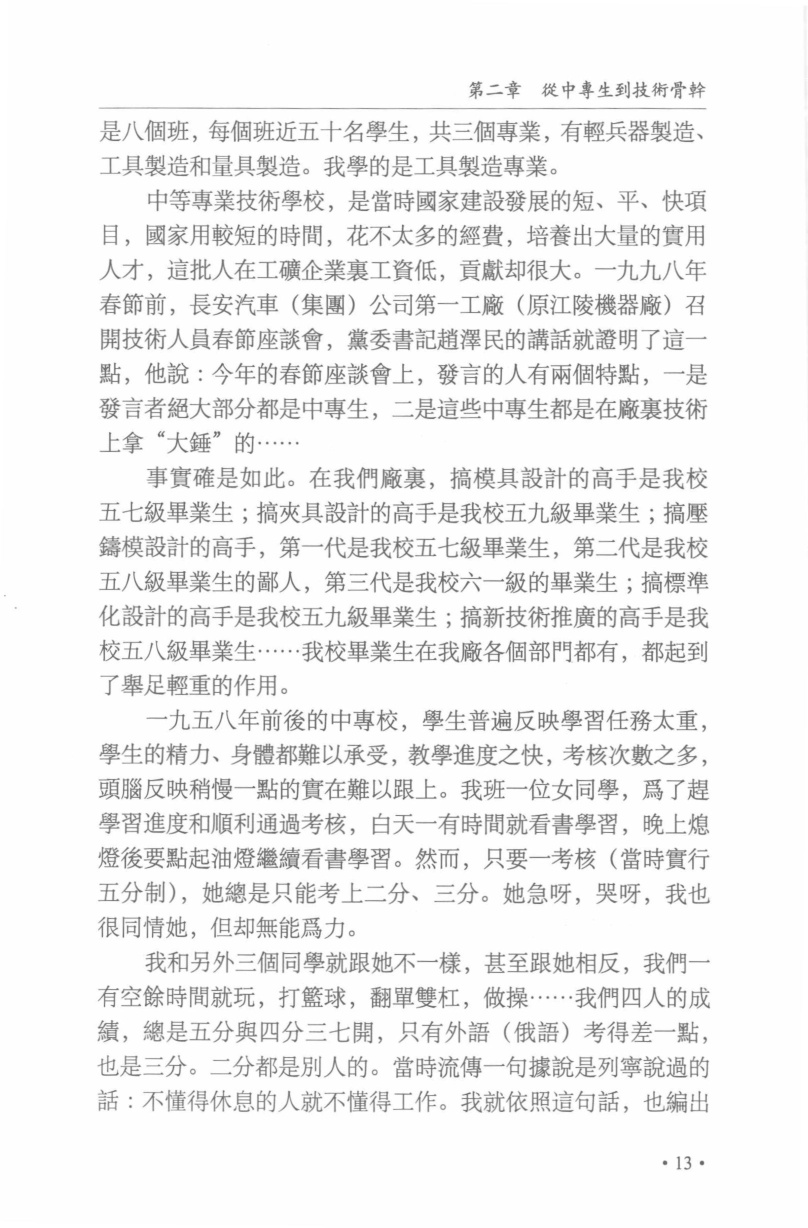 第二章　從中專生到技術骨幹
是八個班，每個班近五十名學生，共三個專業，有輕兵器製造、
工具製造和量具製造。我學的是工具製造專業。
中等專業技術學校，是當時國家建設發展的短、平、快項
目，國家用較短的時間，花不太多的經費，培養出大量的實用
人才，這批人在工礦企業裏工資低，貢獻却很大。一九九八年
春節前，長安汽車（集團）公司第一工廠（原江陵機器廠）召
開技術人員春節座談會，黨委書記趙澤民的講話就證明了這一
點，他說：今年的春節座談會上，發言的人有兩個特點，一是
發言者絕大部分都是中專生，二是這些中專生都是在廠裏技術
上拿“大錘”的……
事實確是如此。在我們廠裏，搞模具設計的高手是我校
五七級畢業生；搞夾具設計的高手是我校五九級畢業生；搞壓
鑄模設計的高手，第一代是我校五七級畢業生，第二代是我校
五八級畢業生的鄙人，第三代是我校六一級的畢業生；搞標準
化設計的高手是我校五九級畢業生；搞新技術推廣的高手是我
校五八級畢業生……我校畢業生在我廠各個部門都有，都起到
了舉足輕重的作用。
一九五八年前後的中專校，學生普遍反映學習任務太重，
學生的精力、身體都難以承受，教學進度之快，考核次數之多，
頭腦反映稍慢一點的實在難以跟上。我班一位女同學，爲了趕
學習進度和順利通過考核，白天一有時間就看書學習，晚上熄
燈後要點起油燈繼續看書學習。然而，只要一考核（當時實行
五分制），她總是只能考上二分、三分。她急呀，哭呀，我也
很同情她，但却無能爲力。
我和另外三個同學就跟她不一樣，甚至跟她相反，我們一
有空餘時間就玩，打籃球，翻單雙杠，做操……我們四人的成
績，總是五分與四分三七開，只有外語（俄語）考得差一點，
也是三分。二分都是別人的。當時流傳一句據說是列寧說過的
話：不懂得休息的人就不懂得工作。我就依照這句話，也編出
·13·